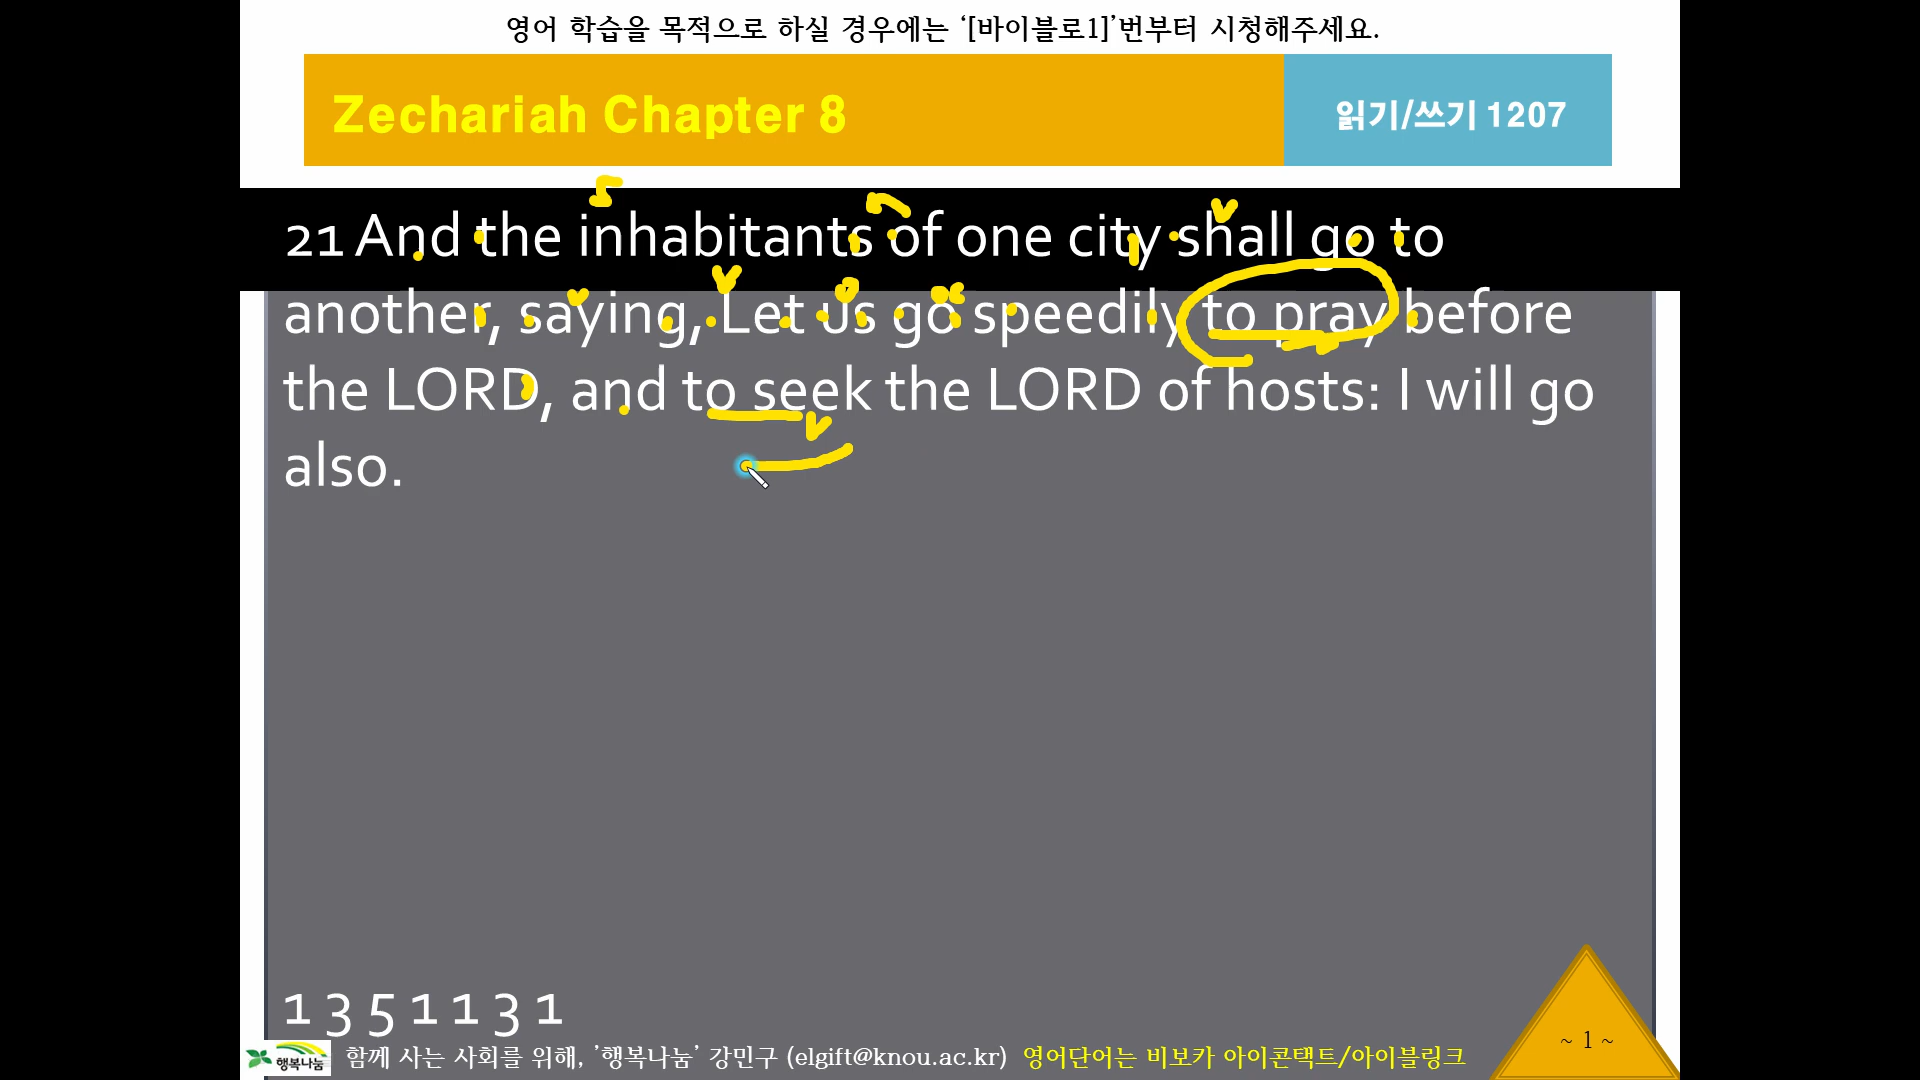 영어 학습을 목적으로 하실 경우에는 ‘[바이블로1]’번부터 시청해주세요.
Zechariah Chapter 8
읽기/쓰기 1207
21 And the inhabitants of one city shall go to
another, saying, Let us go speedily to pray before
the LORD, and to seek the LORD of hosts: I will go
also.
1 3 5 1 1 3 1
행복나눔
함께 사는 사회를 위해, ’행복나눔’ 강민구 (elgift@knou.ac.kr) 영어단어는 비보카 아이콘택트/아이블링크
~ 1 ~